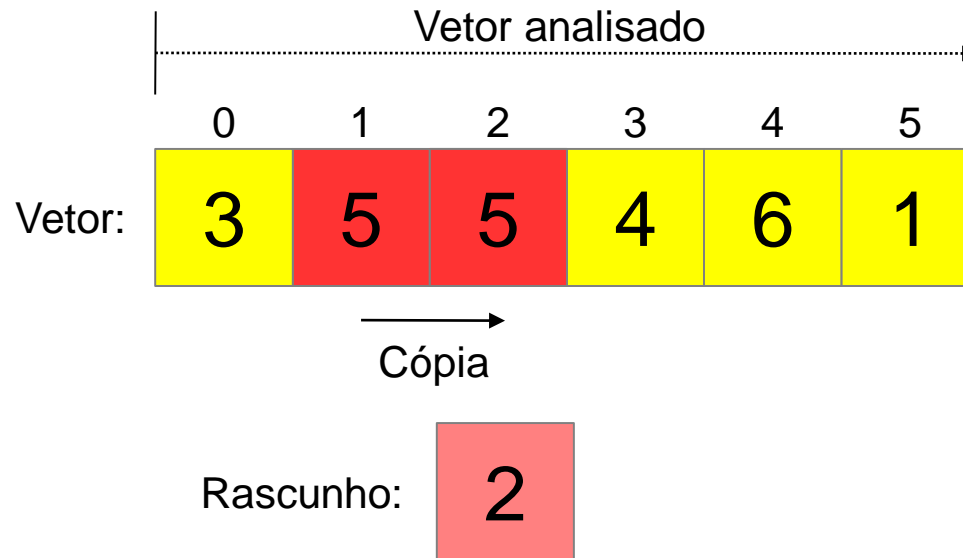 Vetor analisado
0 1 2 3 4 5
Vetor: 3 5 5 4 6 1
Cópia
Rascunho: 2